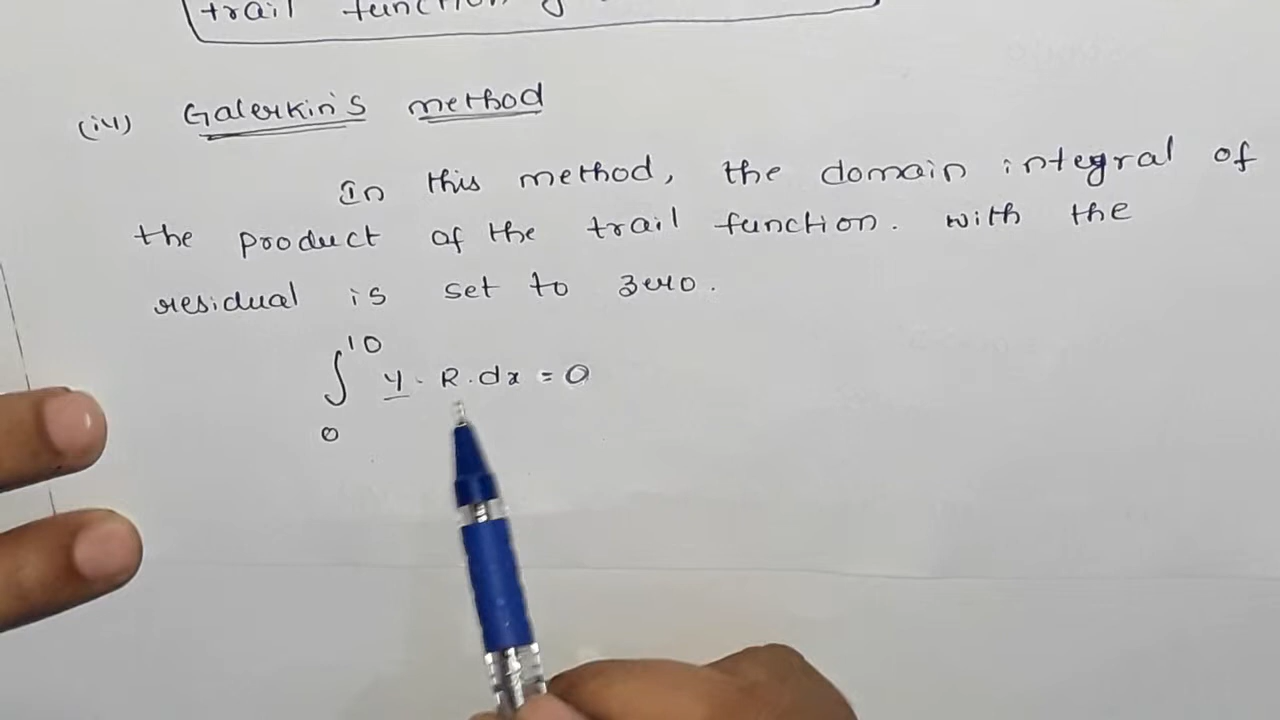 trail function
(iv) Galerkin's method
In this method, the domain integral of
the product of the trail function. with the
residual is set to zero.
∫₀¹⁰ y · R · dx = 0